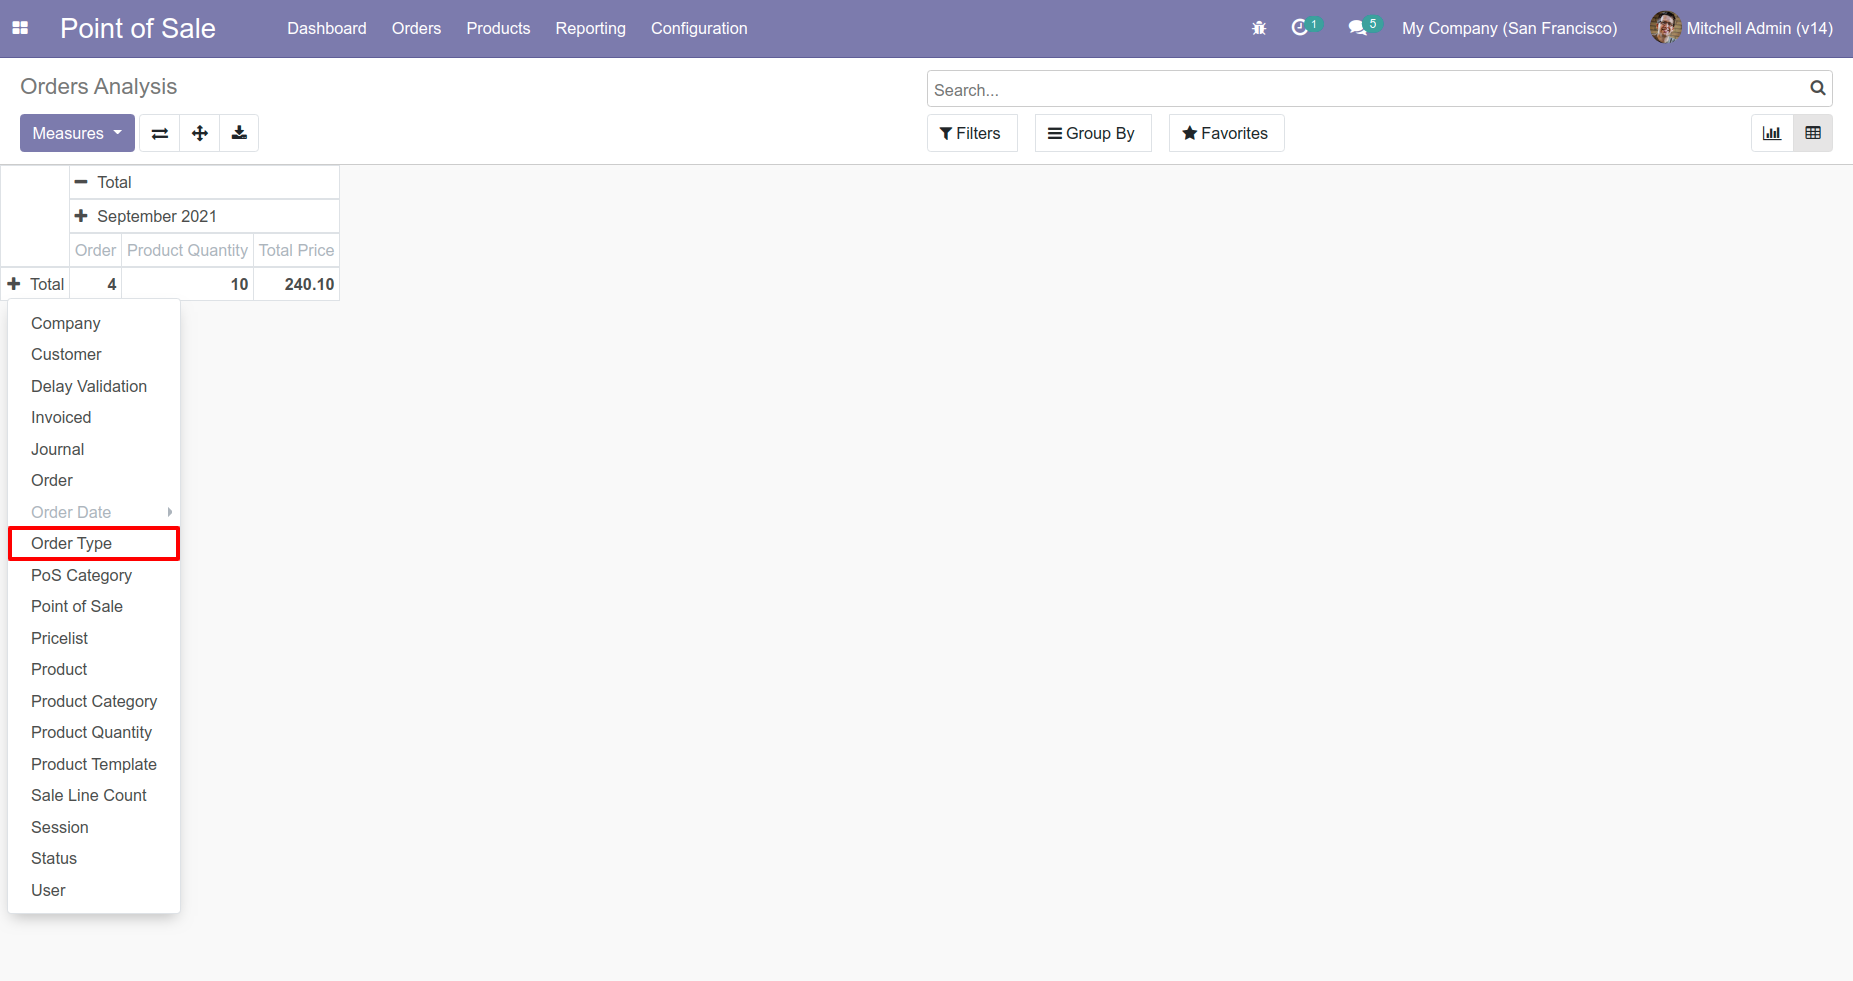 Point of Sale
Dashboard Orders Products Reporting Configuration
1 5 My Company (San Francisco) Mitchell Admin (v14)
Orders Analysis
Search...
Measures
Filters Group By Favorites
Total
September 2021
Order Product Quantity Total Price
Total 4 10 240.10
Company
Customer
Delay Validation
Invoiced
Journal
Order
Order Date
Order Type
PoS Category
Point of Sale
Pricelist
Product
Product Category
Product Quantity
Product Template
Sale Line Count
Session
Status
User